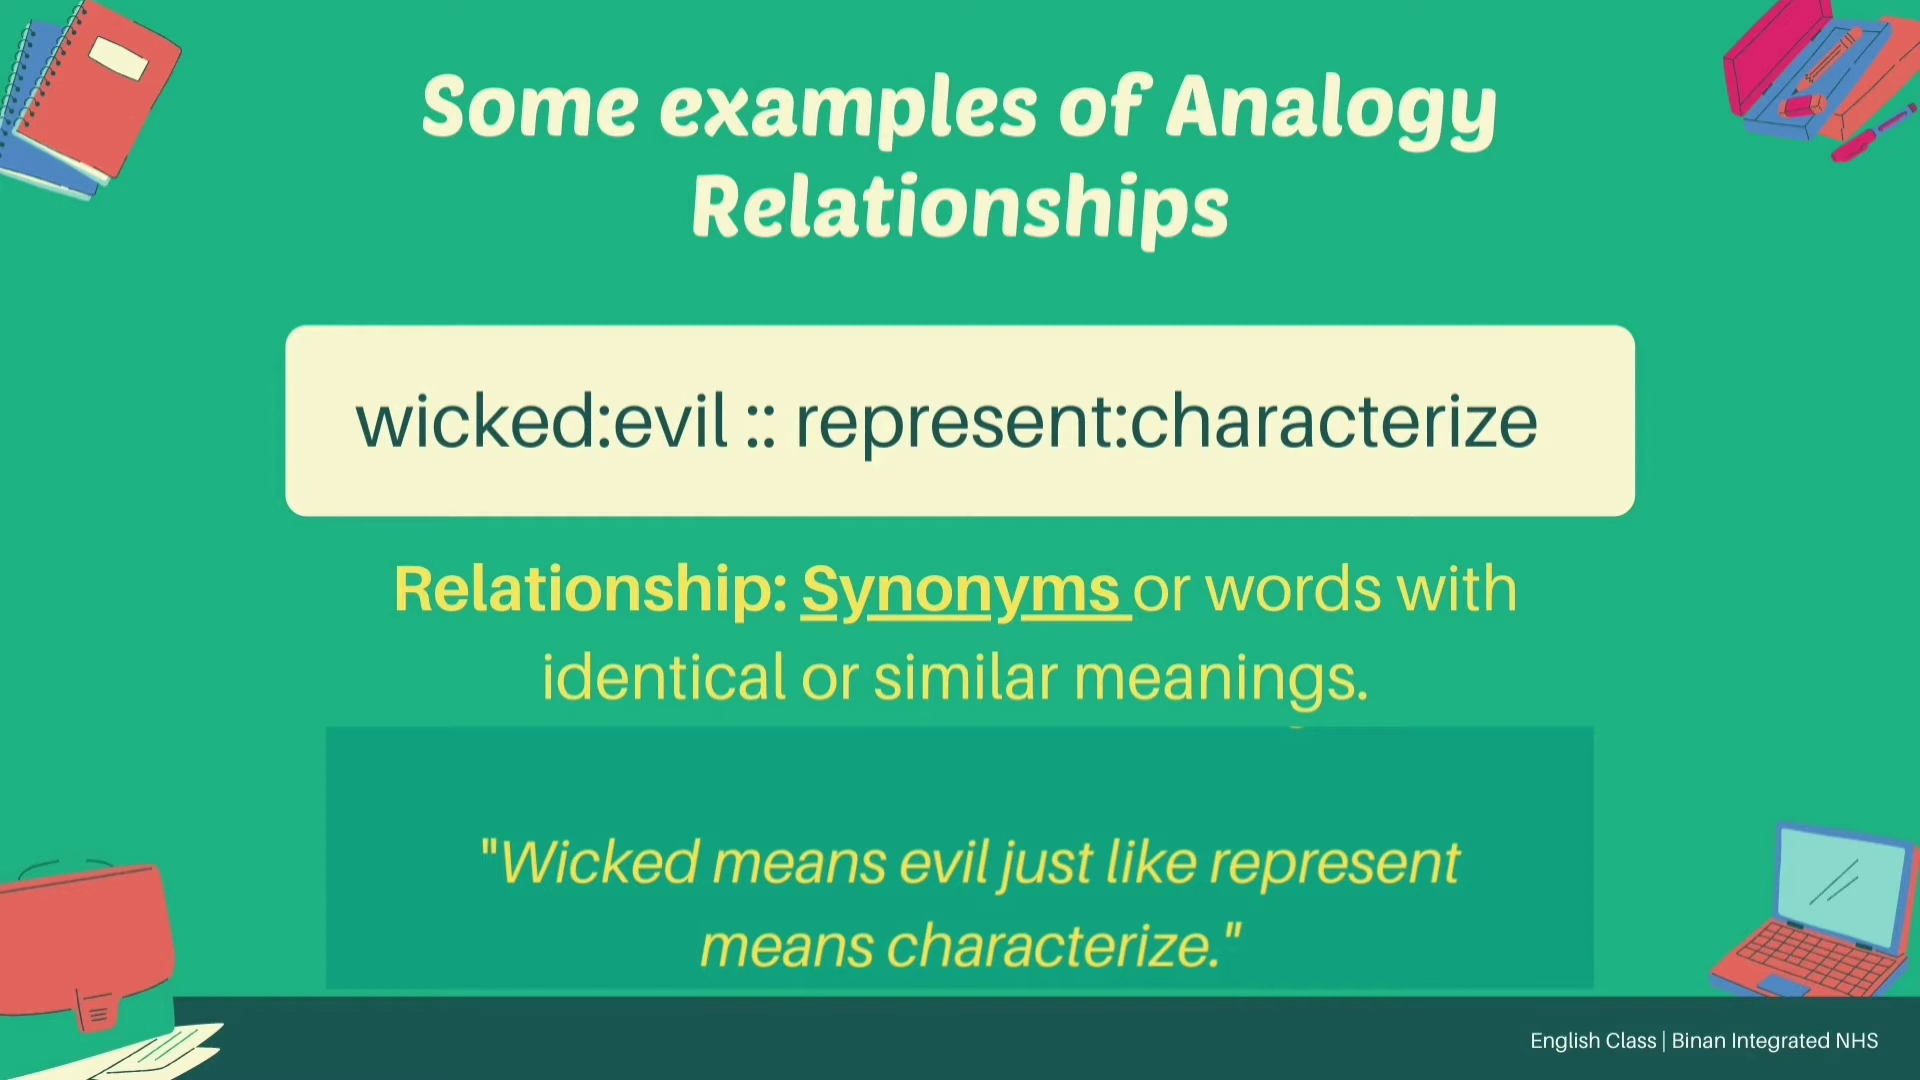 Some examples of Analogy
Relationships
wicked:evil :: represent:characterize
Relationship: Synonyms or words with
identical or similar meanings.
"Wicked means evil just like represent
means characterize."
English Class | Binan Integrated NHS